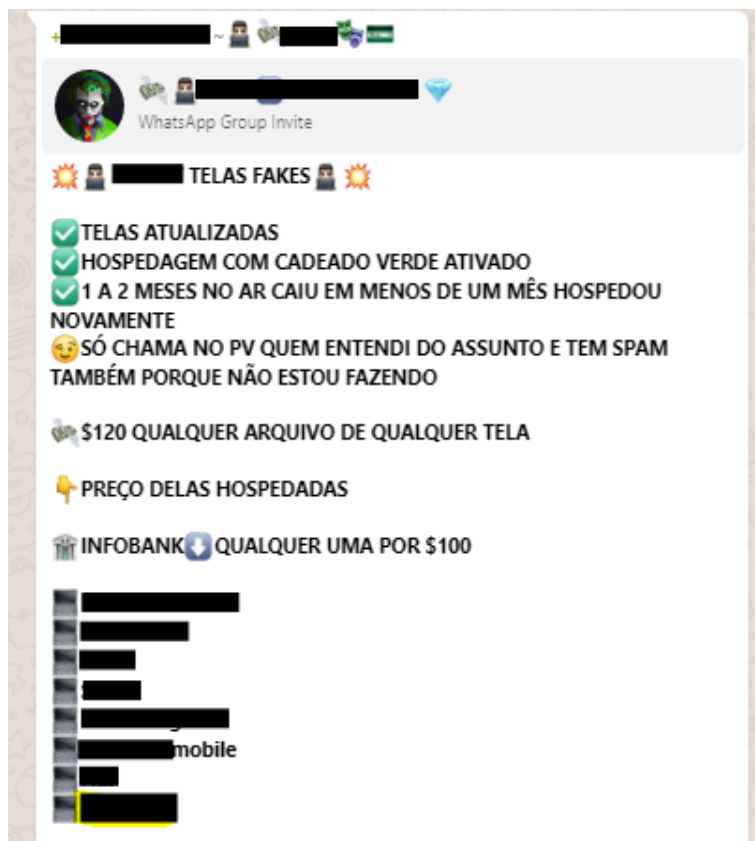 WhatsApp Group Invite
TELAS FAKES
TELAS ATUALIZADAS
HOSPEDAGEM COM CADEADO VERDE ATIVADO
1 A 2 MESES NO AR CAIU EM MENOS DE UM MÊS HOSPEDOU
NOVAMENTE
SÓ CHAMA NO PV QUEM ENTENDI DO ASSUNTO E TEM SPAM
TAMBÉM PORQUE NÃO ESTOU FAZENDO
$120 QUALQUER ARQUIVO DE QUALQUER TELA
PREÇO DELAS HOSPEDADAS
INFOBANK QUALQUER UMA POR $100
mobile